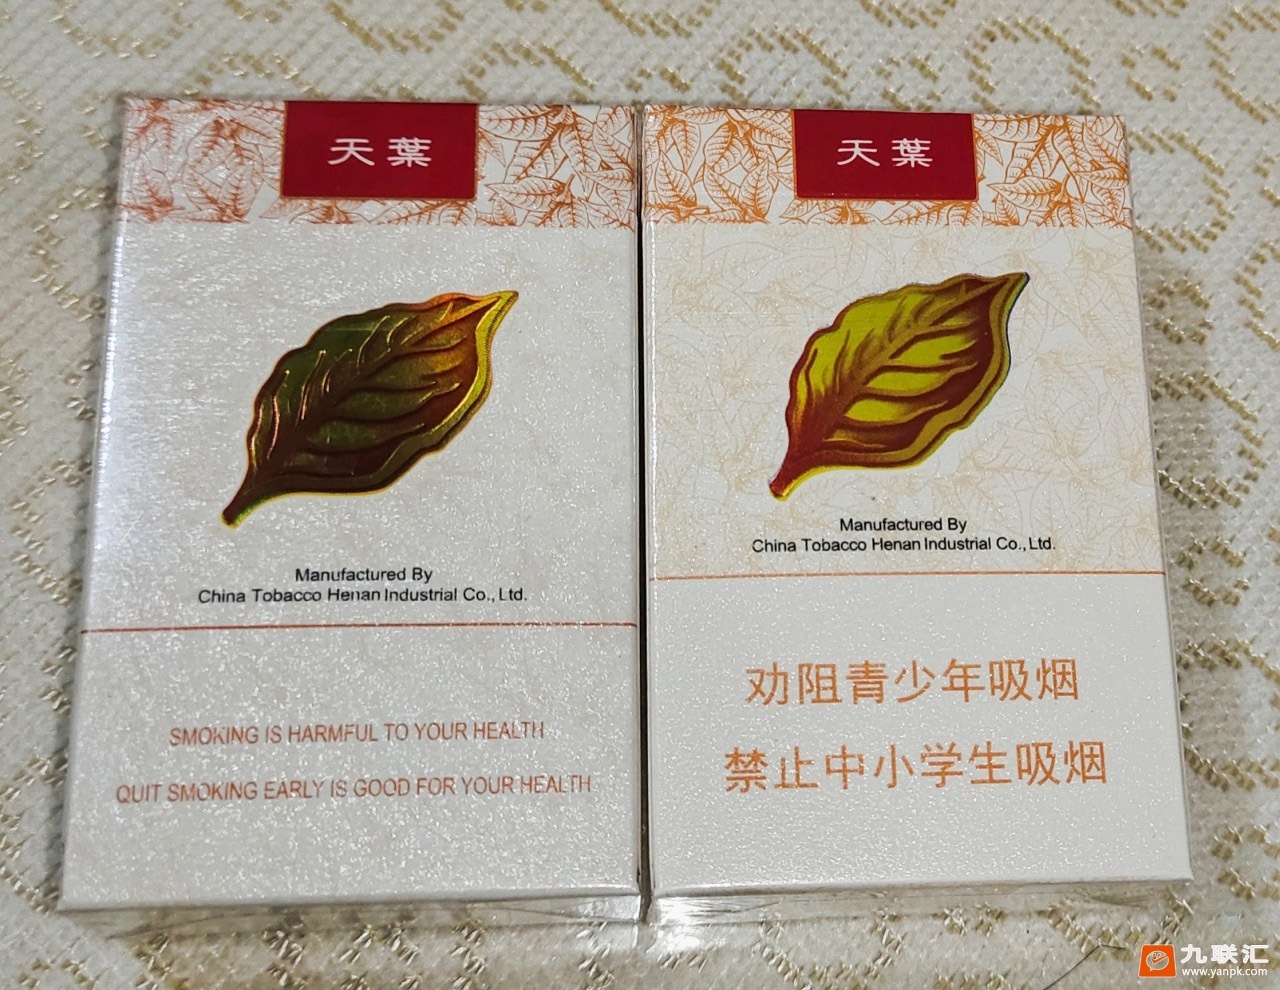 天葉
Manufactured By
China Tobacco Henan Industrial Co., Ltd.
SMOKING IS HARMFUL TO YOUR HEALTH
QUIT SMOKING EARLY IS GOOD FOR YOUR HEALTH
天葉
Manufactured By
China Tobacco Henan Industrial Co., Ltd.
劝阻青少年吸烟
禁止中小学生吸烟
九联汇
www.yanpk.com